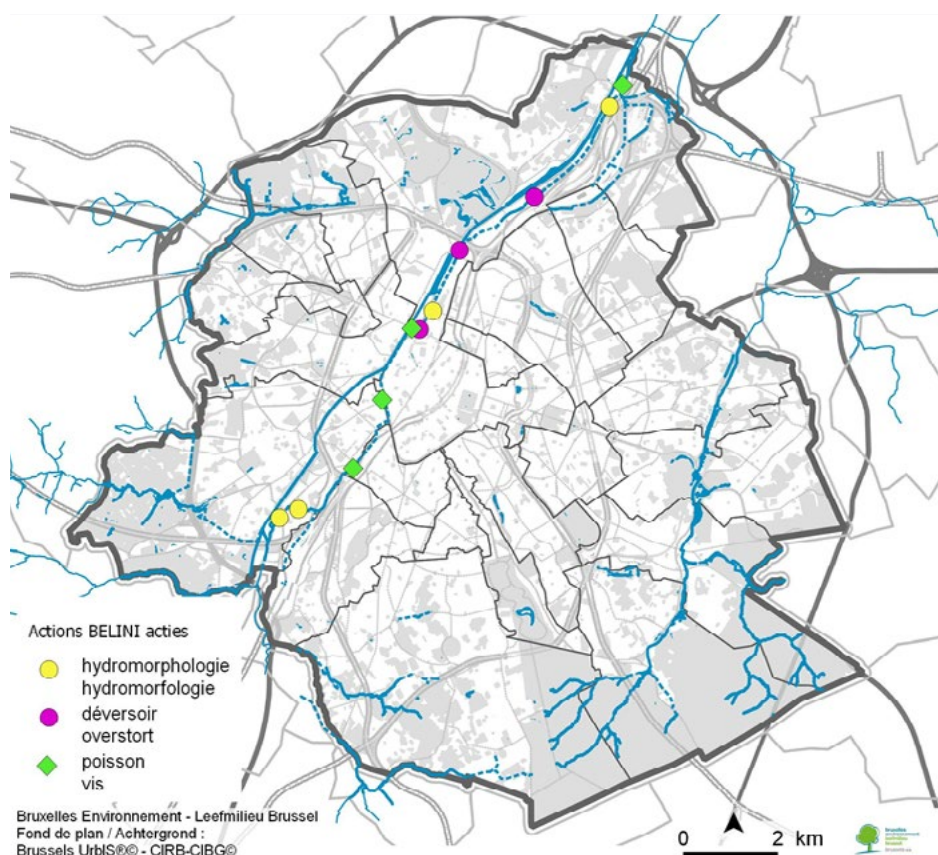 Actions BELINI acties
hydromorphologie
hydromorfologie
déversoir
overstort
poisson
vis
Bruxelles Environnement - Leefmilieu Brussel
Fond de plan / Achtergrond :
Brussels UrbIS®© - CIRB-CIBG©
0 2 km